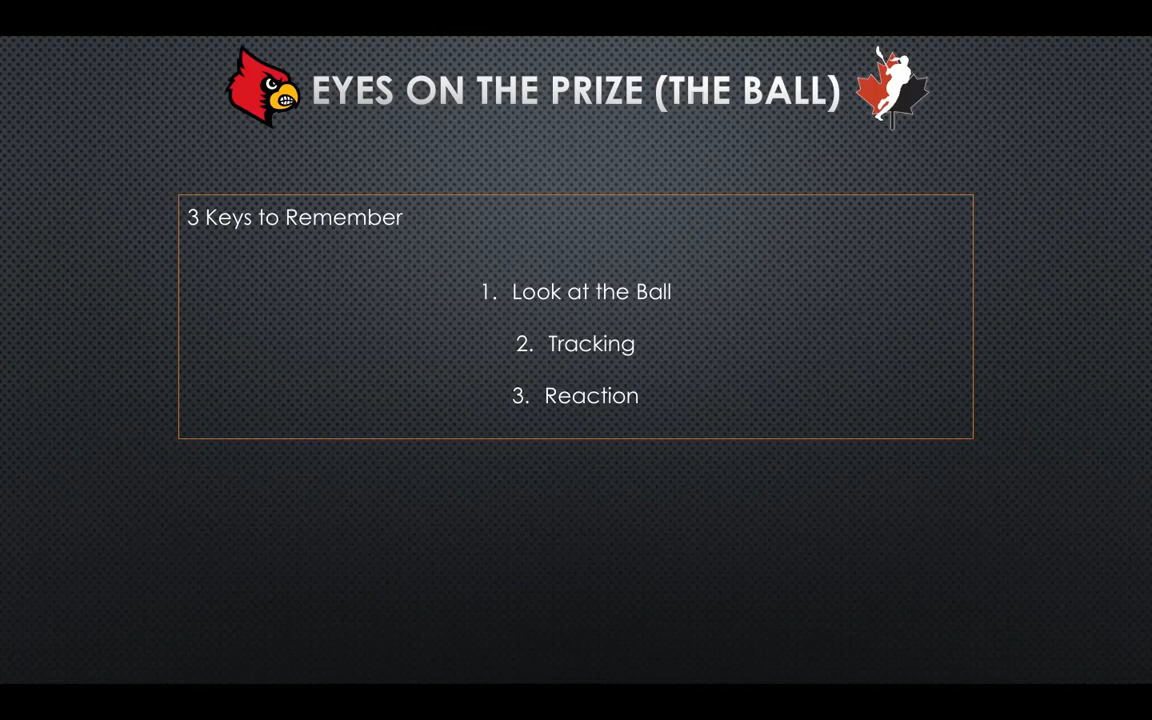 EYES ON THE PRIZE (THE BALL)
3 Keys to Remember
1. Look at the Ball
2. Tracking
3. Reaction